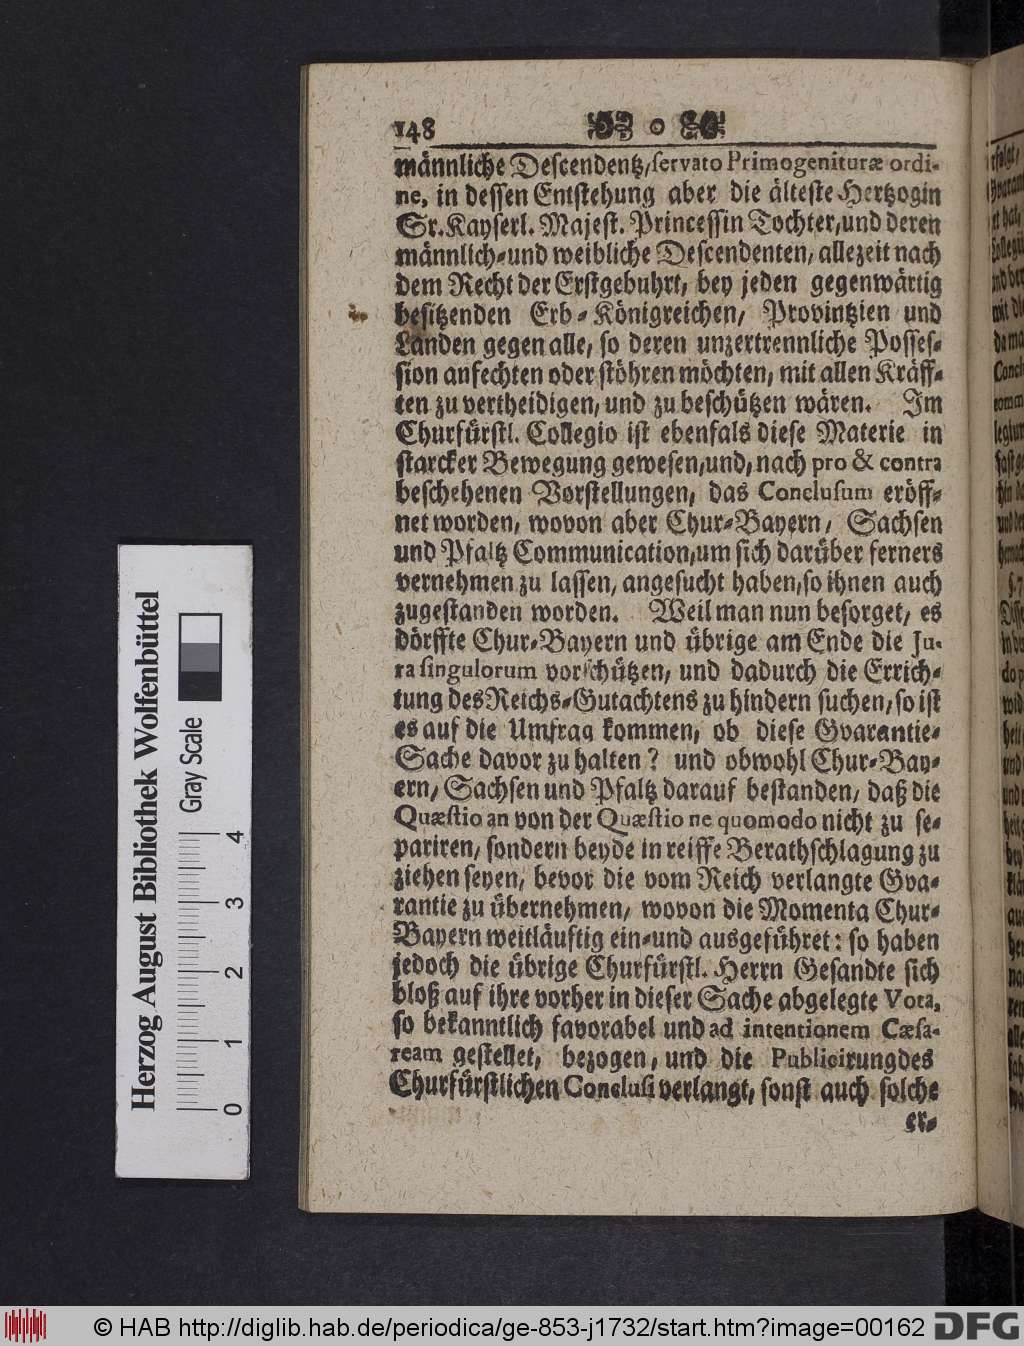 148
männliche Descendentz, servato Primogenituræ ordi-
ne, in dessen Entstehung aber die älteste Hertzogin
Sr. Kayserl. Majest. Princessin Tochter, und deren
männlich- und weibliche Descendenten, allezeit nach
dem Recht der Erstgebuhrt, bey jeden gegenwärtig
besitzenden Erb-Königreichen, Provintzien und
Landen gegen alle, so deren unzertrennliche Posses-
sion anfechten oder stöhren möchten, mit allen Kräff-
ten zu vertheidigen, und zu beschützen wären. Im
Churfürstl. Collegio ist ebenfals diese Materie in
starcker Bewegung gewesen, und, nach pro & contra
beschehenen Vorstellungen, das Conclusum eröff-
net worden, wovon aber Chur-Bayern, Sachsen
und Pfaltz Communication, um sich darüber ferners
vernehmen zu lassen, angesucht haben, so ihnen auch
zugestanden worden. Weil man nun besorget, es
dörffte Chur-Bayern und übrige am Ende die Ju-
ra singulorum vorschützen, und dadurch die Errich-
tung des Reichs-Gutachtens zu hindern suchen, so ist
es auf die Umfrag kommen, ob diese Gvarantie-
Sache davor zu halten? und obwohl Chur-Bay-
ern, Sachsen und Pfaltz darauf bestanden, daß die
Quæstio an von der Quæstio ne quomodo nicht zu se-
pariren, sondern beyde in reiffe Berathschlagung zu
ziehen seyen, bevor die vom Reich verlangte Gva-
rantie zu übernehmen, wovon die Momenta Chur-
Bayern weitläuftig ein- und ausgeführet: so haben
jedoch die übrige Churfürstl. Herrn Gesandte sich
bloß auf ihre vorher in dieser Sache abgelegte Vota,
so bekanntlich favorabel und ad intentionem Cæsa-
ream gestellet, bezogen, und die Publicirung des
Churfürstlichen Conclusi verlangt, sonst auch solche
er-
Herzog August Bibliothek Wolfenbüttel
Gray Scale
0 1 2 3 4
© HAB http://diglib.hab.de/periodica/ge-853-j1732/start.htm?image=00162
DFG